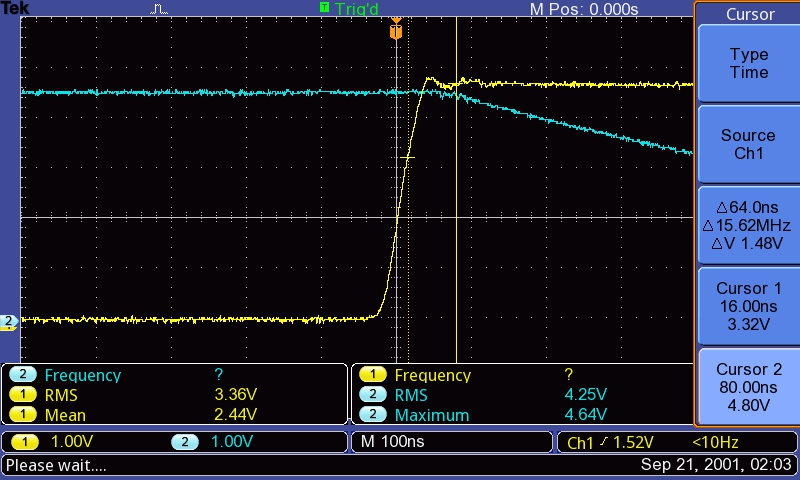 Tek
T Trig'd
M Pos: 0.000s
Cursor
T
Type
Time
Source
Ch1
△64.0ns
△15.62MHz
△V 1.48V
Cursor 1
16.00ns
3.32V
Cursor 2
80.00ns
4.80V
2
2 Frequency ?
1 RMS 3.36V
1 Mean 2.44V
1 Frequency ?
2 RMS 4.25V
2 Maximum 4.64V
1 1.00V 2 1.00V
M 100ns
Ch1 1.52V <10Hz
Please wait....
Sep 21, 2001, 02:03